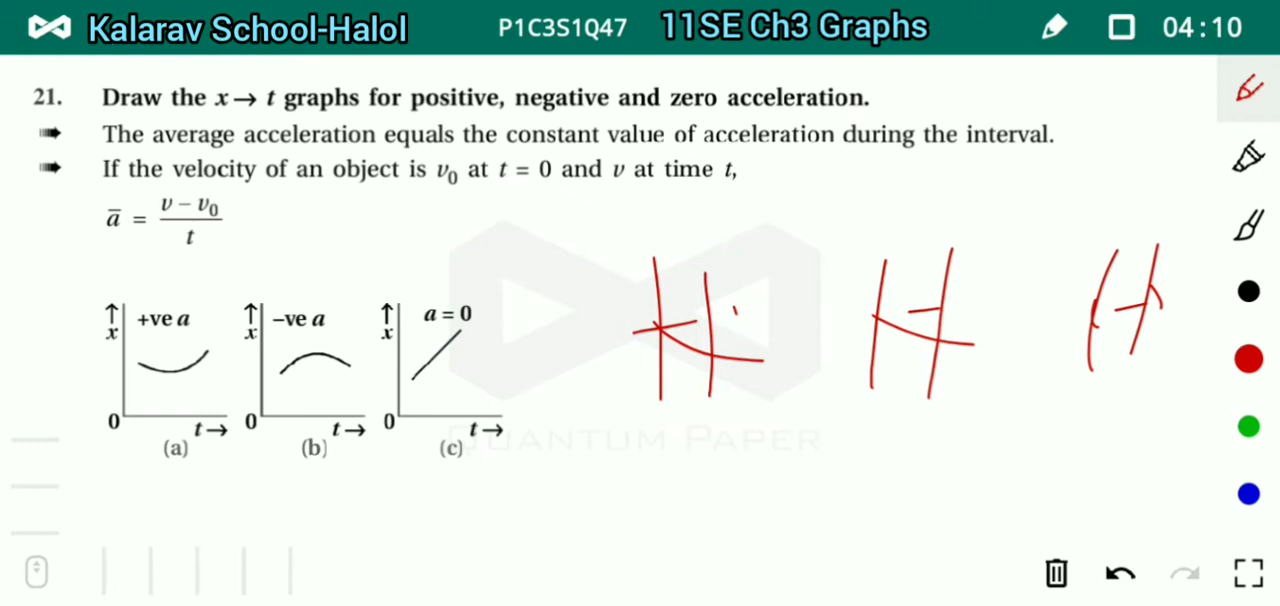 Kalarav School-Halol P1C3S1Q47 11SE Ch3 Graphs 04:10
21. Draw the x → t graphs for positive, negative and zero acceleration.
➠ The average acceleration equals the constant value of acceleration during the interval.
➠ If the velocity of an object is v₀ at t = 0 and v at time t,
a̅ = (v − v₀)/t
↑ x +ve a 0 t→
(a)
↑ x −ve a 0 t→
(b)
↑ x a = 0 0 t→
(c)
QUANTUM PAPER